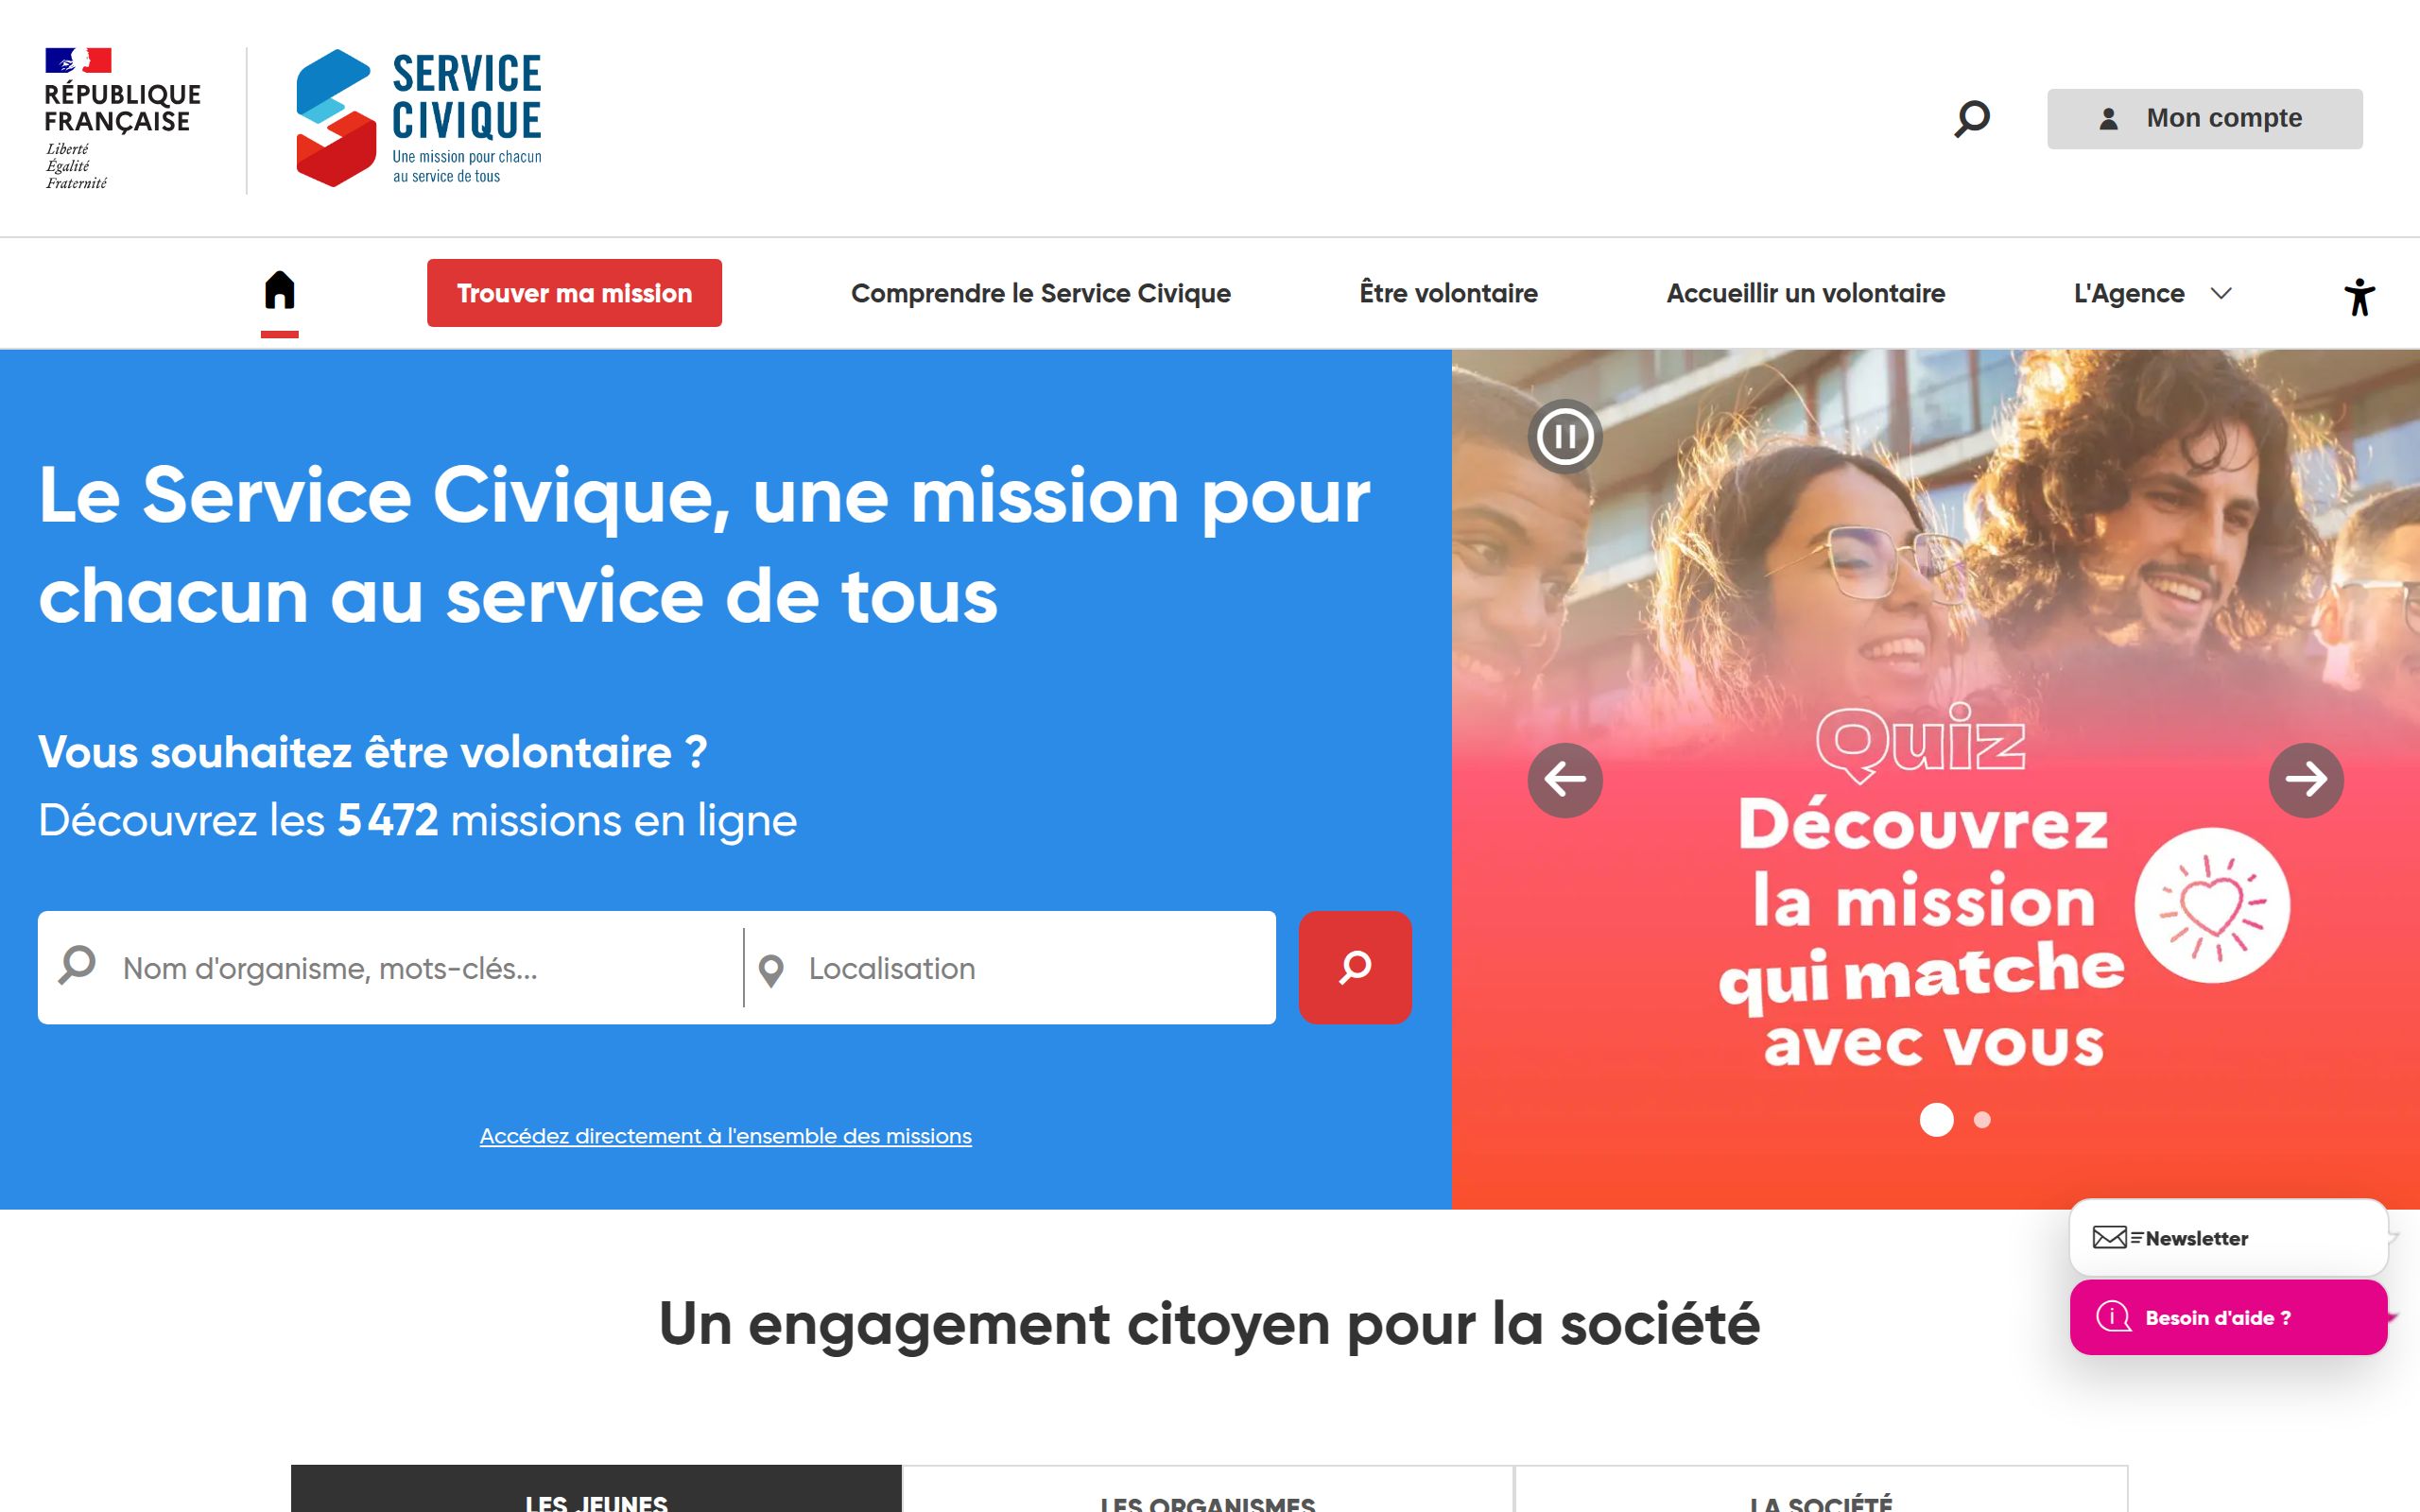 RÉPUBLIQUE
FRANÇAISE
Liberté
Égalité
Fraternité
SERVICE
CIVIQUE
Une mission pour chacun
au service de tous
Mon compte
Trouver ma mission
Comprendre le Service Civique
Être volontaire
Accueillir un volontaire
L'Agence
Le Service Civique, une mission pour
chacun au service de tous
Vous souhaitez être volontaire ?
Découvrez les 5 472 missions en ligne
Nom d'organisme, mots-clés...
Localisation
Accédez directement à l'ensemble des missions
Quiz
Découvrez
la mission
qui matche
avec vous
Newsletter
Besoin d'aide ?
Un engagement citoyen pour la société
LES JEUNES
LES ORGANISMES
LA SOCIÉTÉ